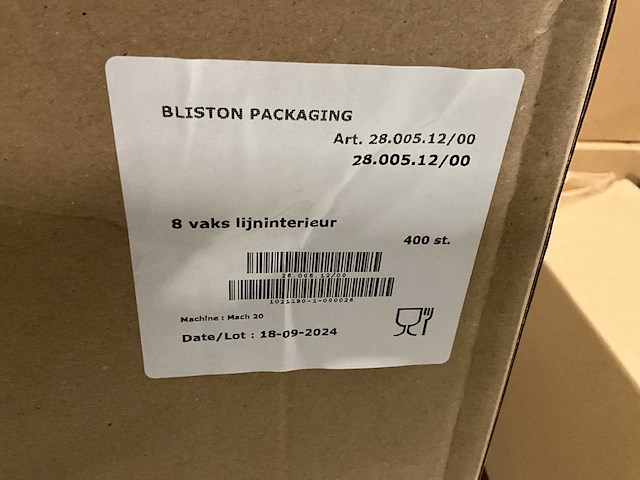 BLISTON PACKAGING
Art. 28.005.12/00
28.005.12/00
8 vaks lijninterieur
400 st.
28.005.12/00
1021190-1-000026
Machine : Mach 20
Date/Lot : 18-09-2024